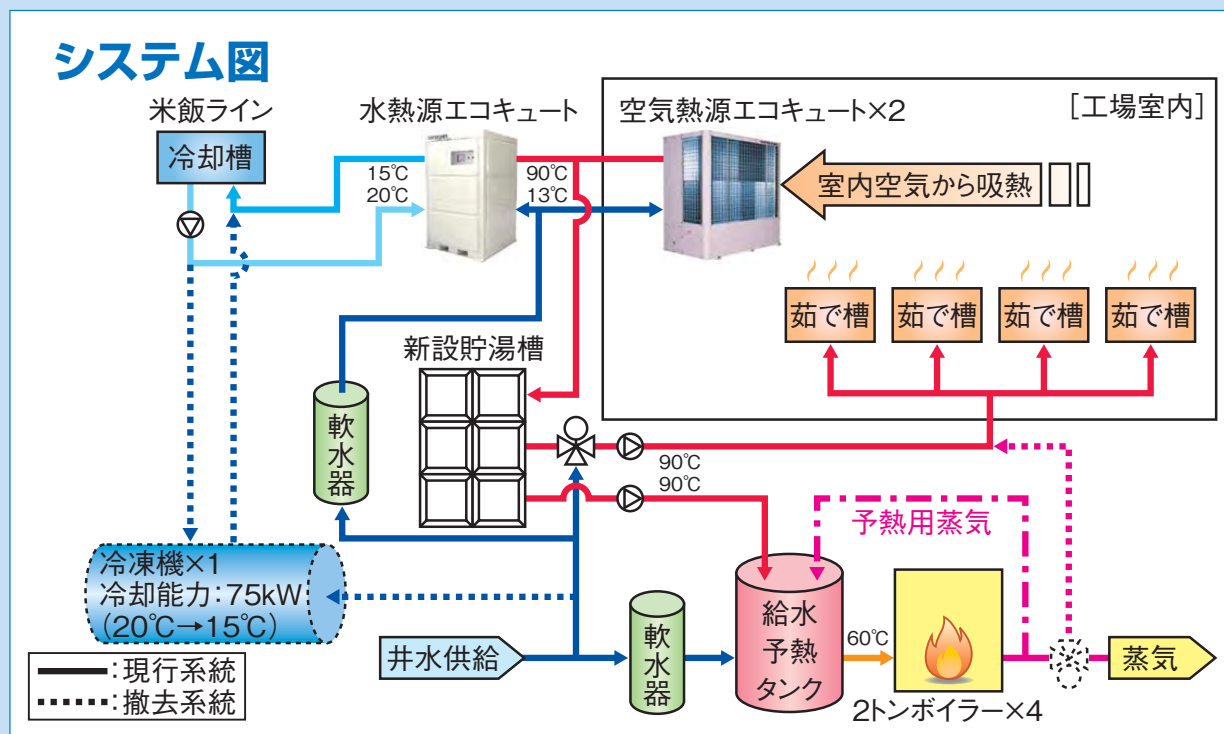 システム図
米飯ライン
冷却槽
水熱源エコキュート
空気熱源エコキュート×2
[工場室内]
15℃
20℃
90℃
13℃
室内空気から吸熱
茹で槽
茹で槽
茹で槽
茹で槽
新設貯湯槽
軟水器
90℃
90℃
予熱用蒸気
冷凍機×1
冷却能力:75kW
(20℃→15℃)
井水供給
軟水器
給水
予熱
タンク
60℃
2トンボイラー×4
蒸気
:現行系統
:撤去系統